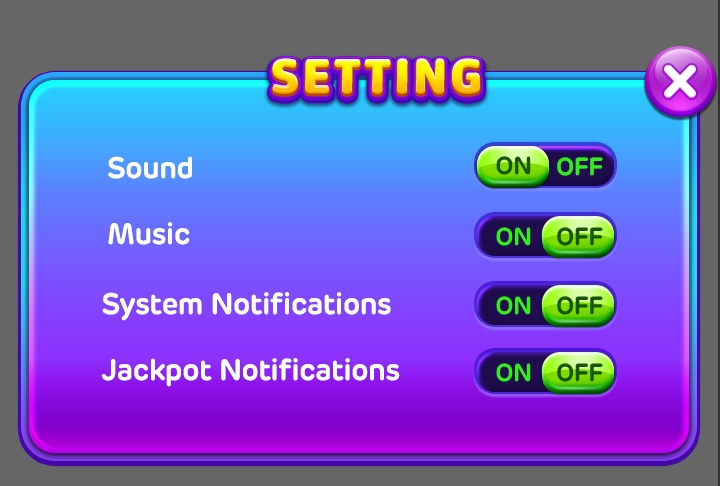 SETTING
Sound ON OFF
Music ON OFF
System Notifications ON OFF
Jackpot Notifications ON OFF